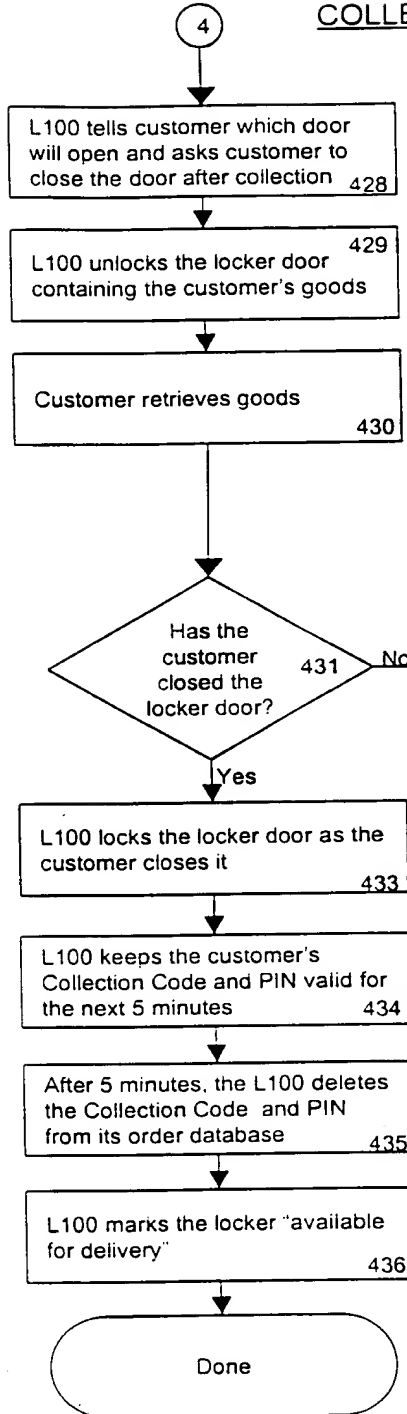 4
COLLE
L100 tells customer which door
will open and asks customer to
close the door after collection
428
429
L100 unlocks the locker door
containing the customer's goods
Customer retrieves goods
430
Has the
customer
closed the
locker door?
431
No
Yes
L100 locks the locker door as the
customer closes it
433
L100 keeps the customer's
Collection Code and PIN valid for
the next 5 minutes
434
After 5 minutes, the L100 deletes
the Collection Code and PIN
from its order database
435
L100 marks the locker "available
for delivery"
436
Done